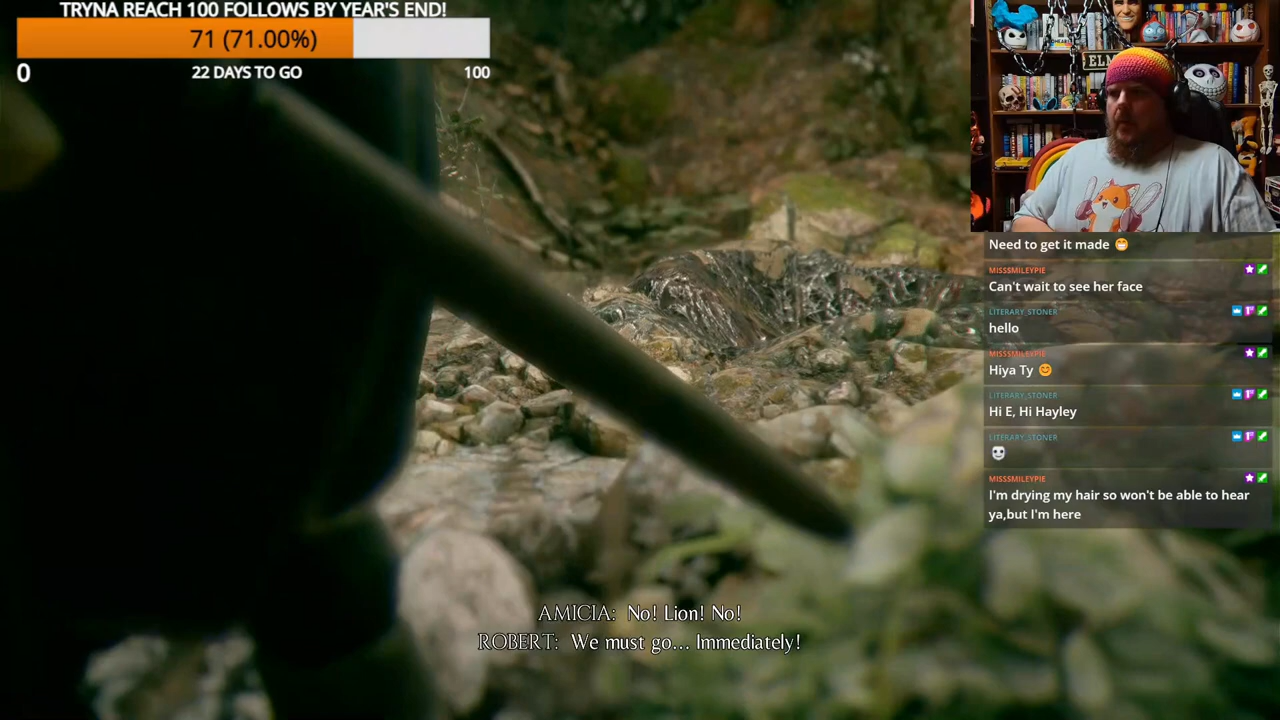 TRYNA REACH 100 FOLLOWS BY YEAR'S END!
71 (71.00%)
0
22 DAYS TO GO
100
ELM
Need to get it made 😁
MISSSMILEYPIE
Can't wait to see her face
LITERARY_STONER
hello
MISSSMILEYPIE
Hiya Ty 😊
LITERARY_STONER
Hi E, Hi Hayley
LITERARY_STONER
MISSSMILEYPIE
I'm drying my hair so won't be able to hear
ya,but I'm here
AMICIA: No! Lion! No!
ROBERT: We must go... Immediately!